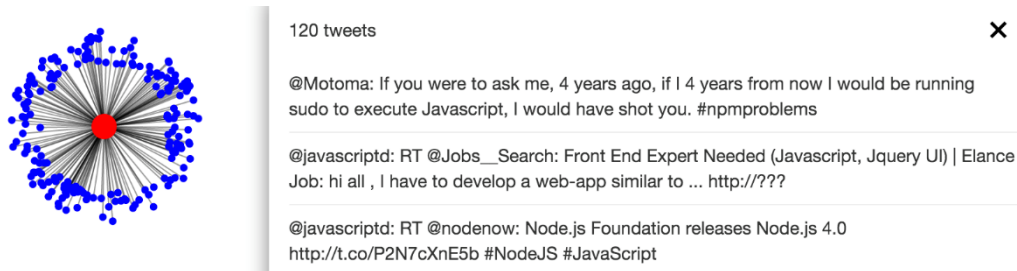 120 tweets
@Motoma: If you were to ask me, 4 years ago, if I 4 years from now I would be running
sudo to execute Javascript, I would have shot you. #npmproblems
@javascriptd: RT @Jobs__Search: Front End Expert Needed (Javascript, Jquery UI) | Elance
Job: hi all , I have to develop a web-app similar to ... http://???
@javascriptd: RT @nodenow: Node.js Foundation releases Node.js 4.0
http://t.co/P2N7cXnE5b #NodeJS #JavaScript